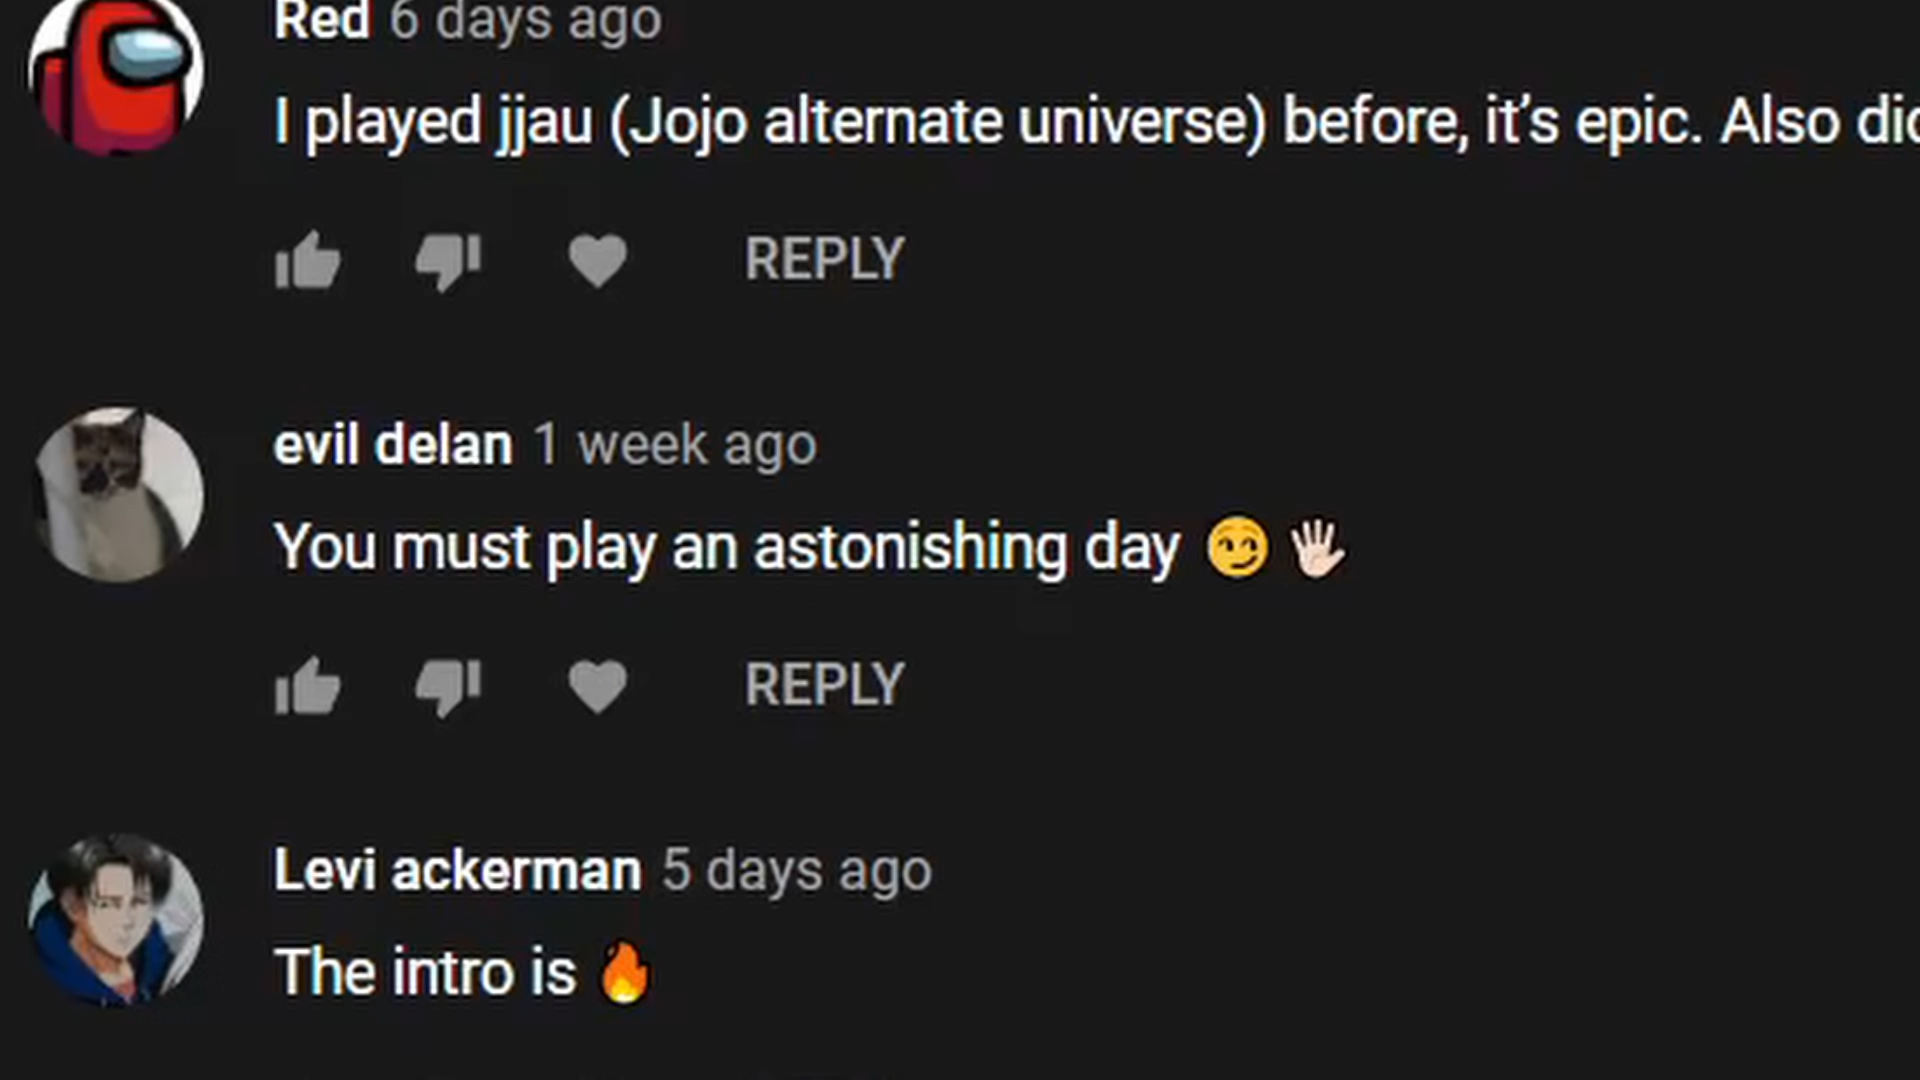 Red 6 days ago
I played jjau (Jojo alternate universe) before, it's epic. Also
REPLY
evil delan 1 week ago
You must play an astonishing day 😏 🖐🏻
REPLY
Levi ackerman 5 days ago
The intro is 🔥